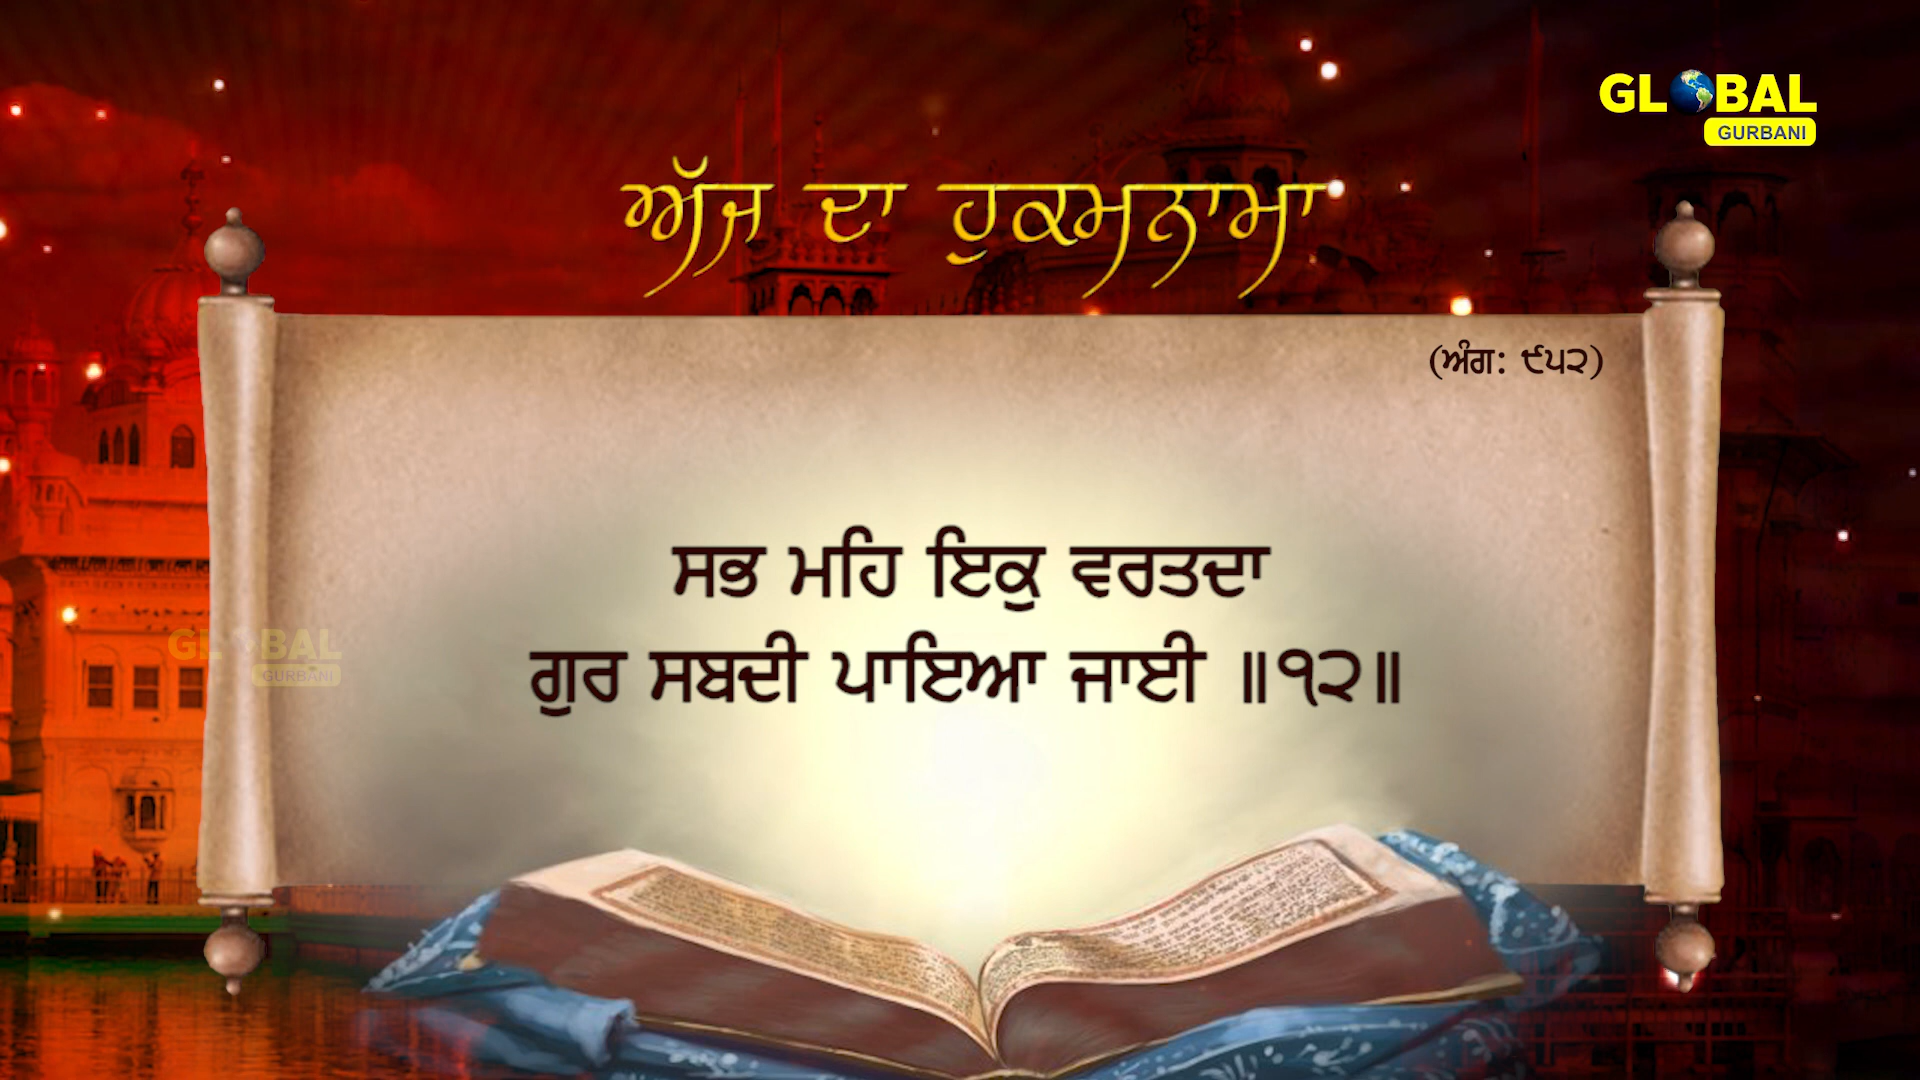 GLOBAL
GURBANI
ਅੱਜ ਦਾ ਹੁਕਮਨਾਮਾ
(ਅੰਗ: ੯੫੨)
ਸਭ ਮਹਿ ਇਕੁ ਵਰਤਦਾ
ਗੁਰ ਸਬਦੀ ਪਾਇਆ ਜਾਈ ॥੧੨॥
GLOBAL
GURBANI